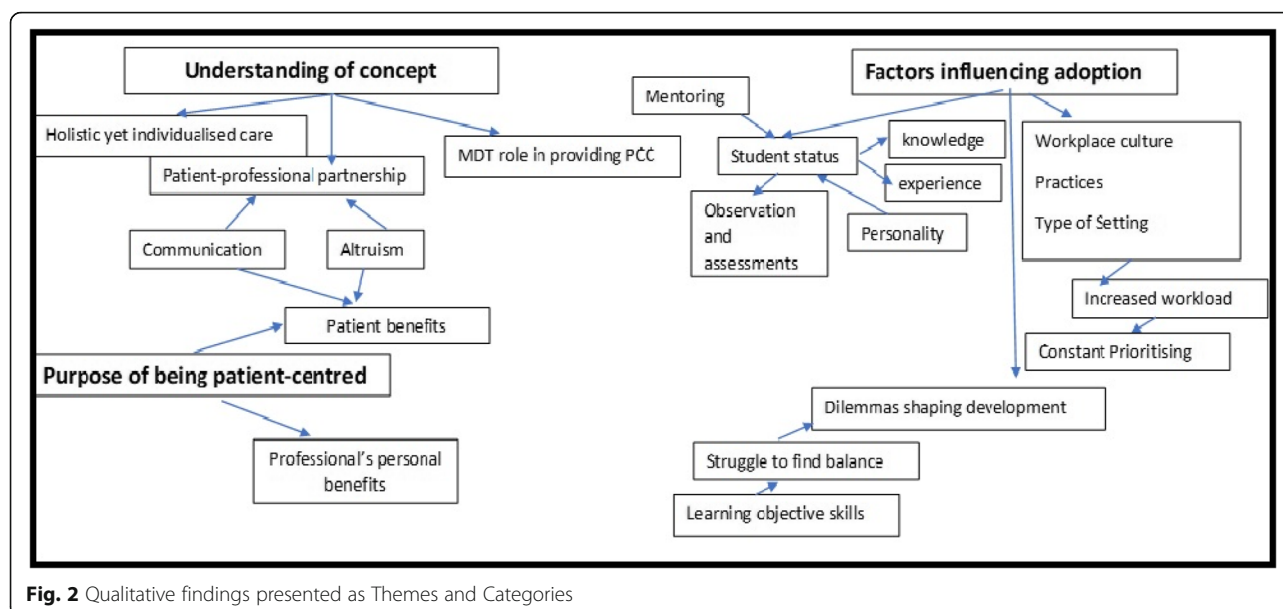 Understanding of concept
Holistic yet individualised care
Patient-professional partnership
MDT role in providing PCC
Communication
Altruism
Patient benefits
Purpose of being patient-centred
Professional's personal
benefits
Factors influencing adoption
Mentoring
Student status
knowledge
experience
Observation
and
assessments
Personality
Workplace culture
Practices
Type of Setting
Increased workload
Constant Prioritising
Dilemmas shaping development
Struggle to find balance
Learning objective skills
Fig. 2 Qualitative findings presented as Themes and Categories